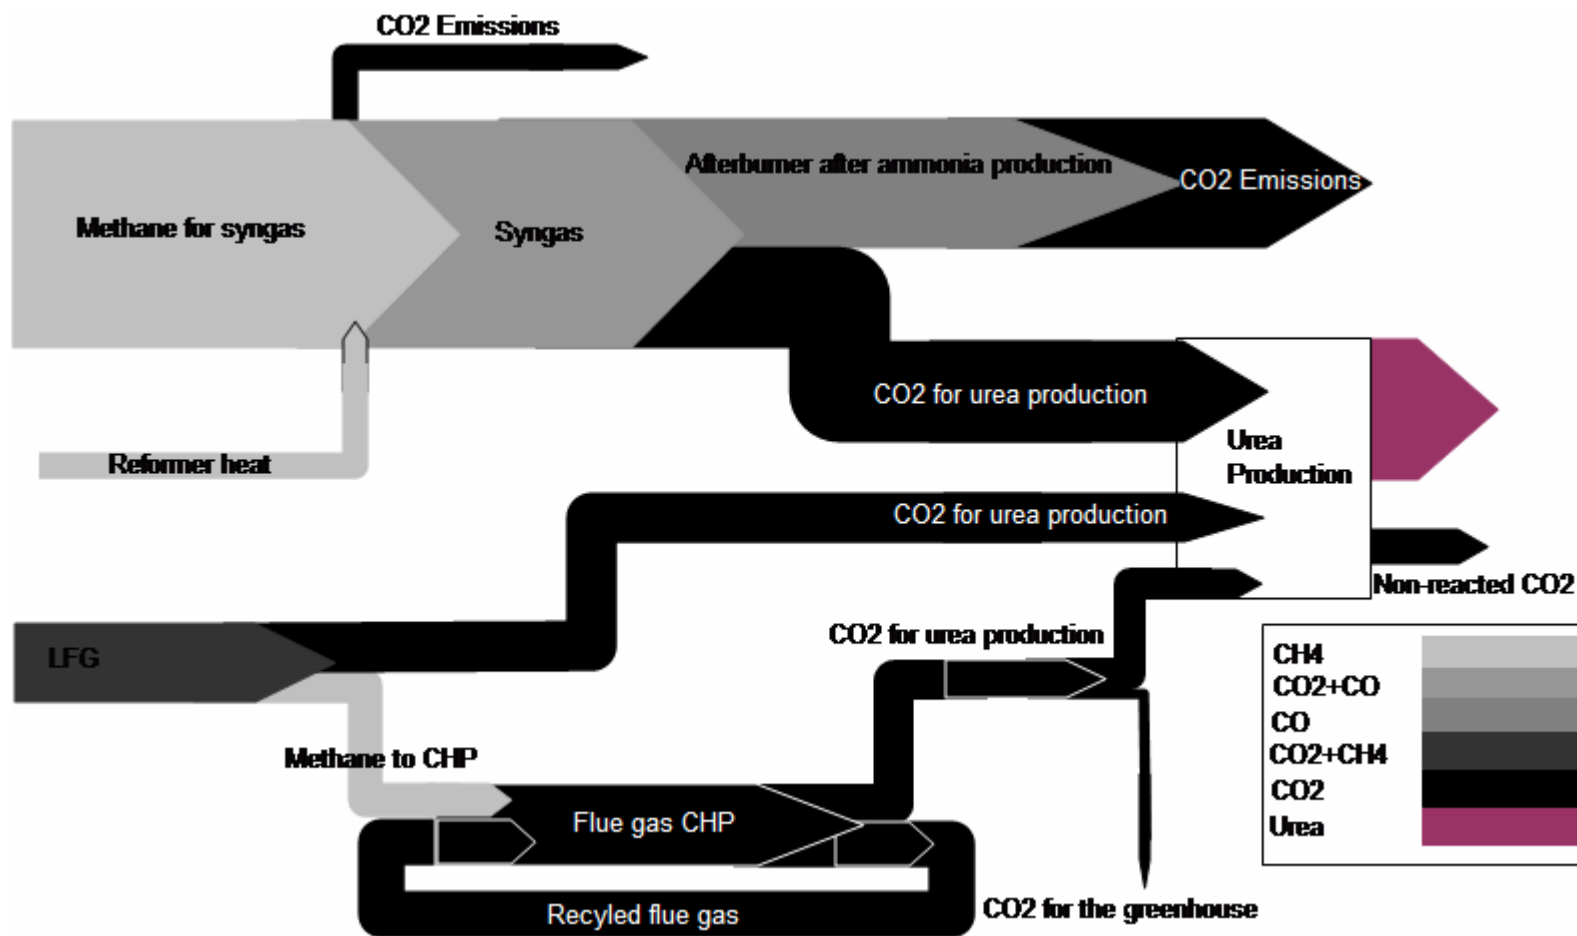 CO2 Emissions
Afterburner after ammonia production
CO2 Emissions
Methane for syngas
Syngas
CO2 for urea production
Urea
Production
Reformer heat
CO2 for urea production
Non-reacted CO2
CO2 for urea production
LFG
Methane to CHP
Flue gas CHP
Recyled flue gas
CO2 for the greenhouse
CH4
CO2+CO
CO
CO2+CH4
CO2
Urea